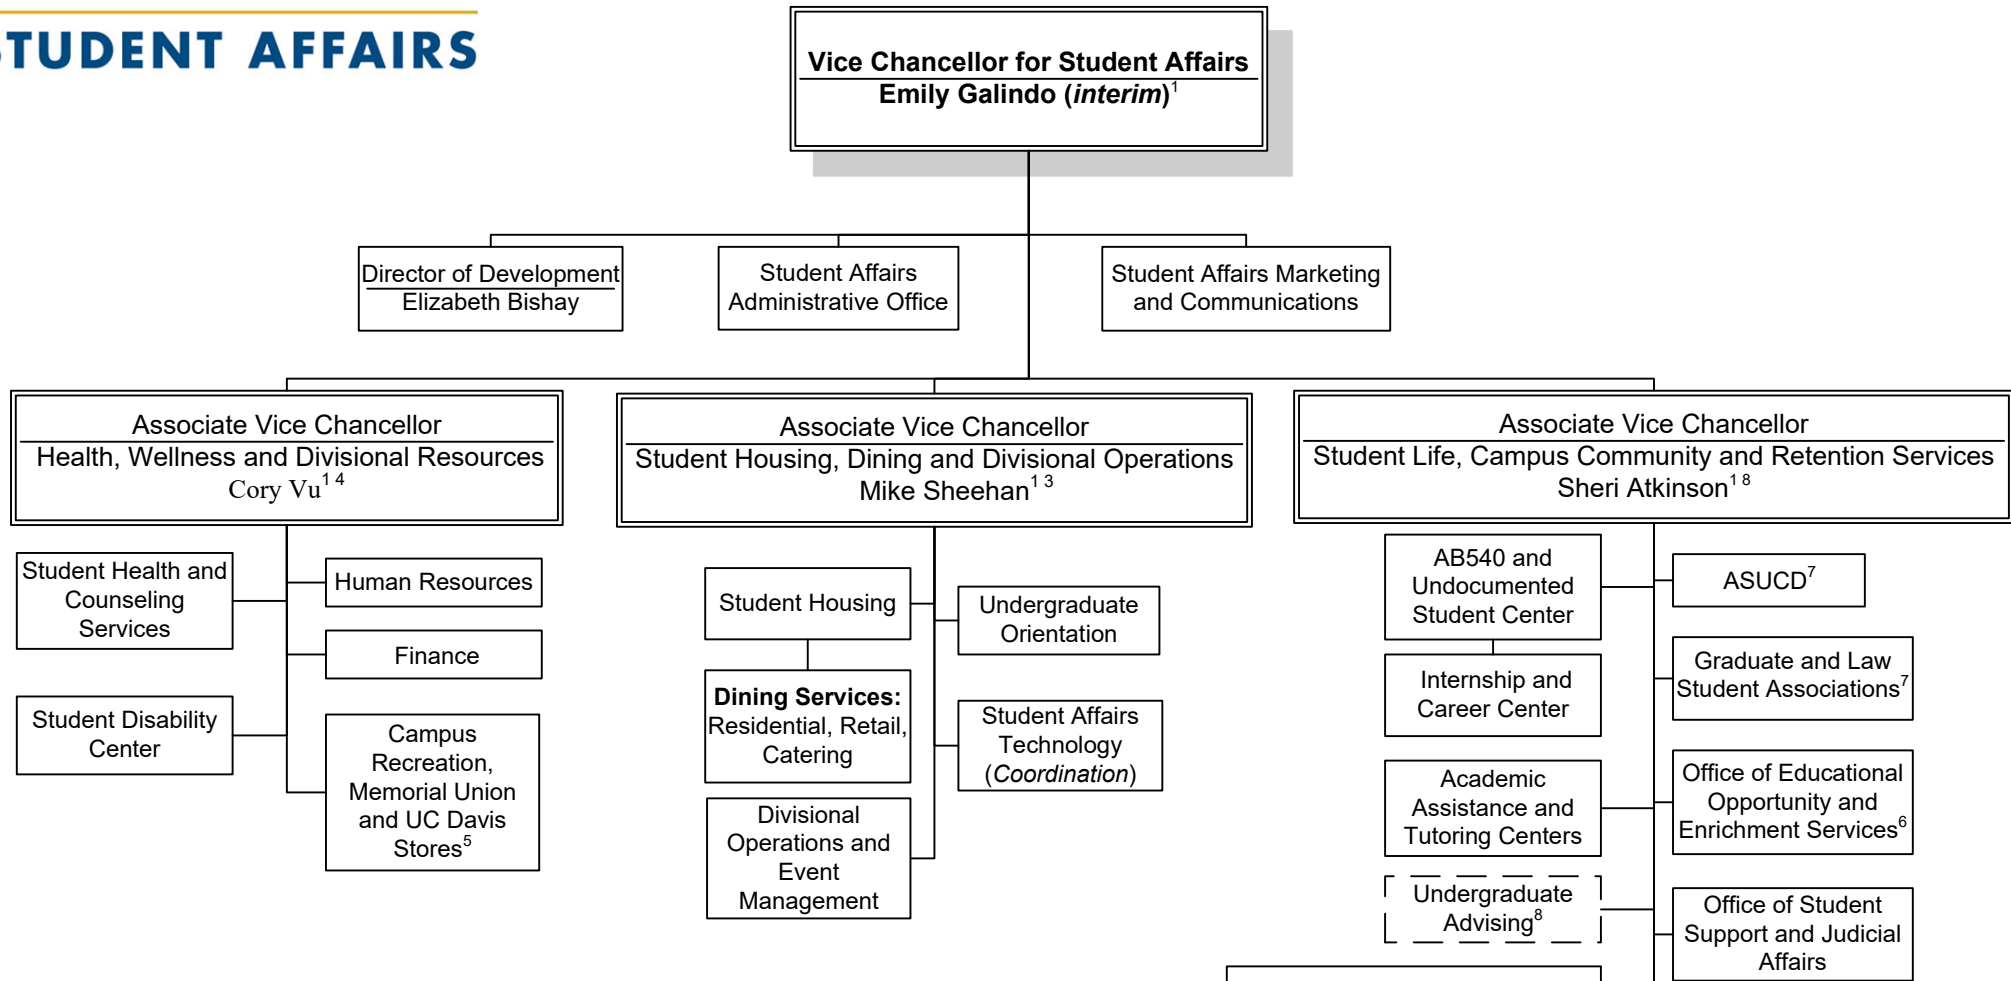 STUDENT AFFAIRS
Vice Chancellor for Student Affairs
Emily Galindo (interim)1
Director of Development
Elizabeth Bishay
Student Affairs
Administrative Office
Student Affairs Marketing
and Communications
Associate Vice Chancellor
Health, Wellness and Divisional Resources
Cory Vu1 4
Associate Vice Chancellor
Student Housing, Dining and Divisional Operations
Mike Sheehan1 3
Associate Vice Chancellor
Student Life, Campus Community and Retention Services
Sheri Atkinson1 8
Student Health and
Counseling
Services
Student Disability
Center
Human Resources
Finance
Campus
Recreation,
Memorial Union
and UC Davis
Stores5
Student Housing
Dining Services:
Residential, Retail,
Catering
Divisional
Operations and
Event
Management
Undergraduate
Orientation
Student Affairs
Technology
(Coordination)
AB540 and
Undocumented
Student Center
Internship and
Career Center
Academic
Assistance and
Tutoring Centers
Undergraduate
Advising8
ASUCD7
Graduate and Law
Student Associations7
Office of Educational
Opportunity and
Enrichment Services6
Office of Student
Support and Judicial
Affairs